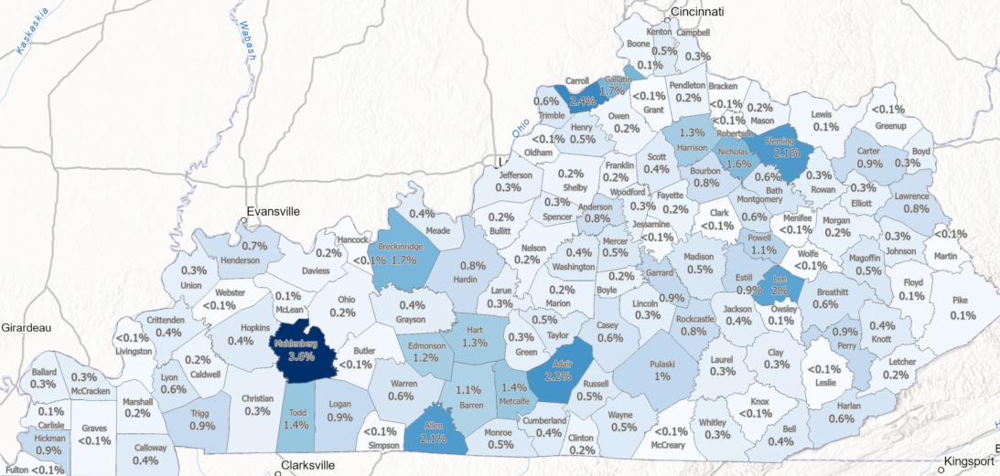 Kaskaskia
Wabash
Cincinnati
Kenton
Campbell
Boone
0.5%
0.3%
0.1%
Carroll
Gallatin
2.4%
1.7%
0.6%
Trimble
Pendleton
0.2%
Bracken
<0.1%
<0.1%
Grant
0.2%
Mason
<0.1%
Robertson
Lewis
0.1%
<0.1%
Greenup
Ohio
Henry
0.5%
Owen
0.2%
1.3%
Harrison
Nicholas
1.6%
Fleming
2.1%
<0.1%
Oldham
Carter
0.9%
Boyd
0.3%
Jefferson
0.3%
0.2%
Shelby
Franklin
0.2%
Scott
0.4%
Bourbon
0.8%
0.6%
Bath
0.3%
Rowan
0.3%
Elliott
Lawrence
0.8%
Woodford
0.3%
Fayette
0.2%
Montgomery
0.6%
0.3%
Spencer
Anderson
0.8%
Clark
<0.1%
Menifee
<0.1%
Morgan
0.2%
Evansville
0.4%
Meade
0.2%
Bullitt
Jessamine
<0.1%
0.3%
Johnson
<0.1%
Martin
Hancock
<0.1%
Breckinridge
1.7%
0.7%
Henderson
0.2%
Daviess
Nelson
0.2%
0.4%
Washington
Mercer
0.5%
Madison
0.5%
Powell
1.1%
Wolfe
<0.1%
Magoffin
0.5%
0.3%
Union
0.8%
Hardin
0.2%
Boyle
Garrard
0.9%
Estill
0.9%
Lee
2%
Floyd
0.1%
Webster
<0.1%
0.1%
McLean
Ohio
0.2%
0.4%
Grayson
Larue
0.3%
0.2%
Marion
Lincoln
0.3%
Breathitt
0.6%
Pike
0.1%
Girardeau
Crittenden
0.4%
Hopkins
0.4%
0.5%
Taylor
Casey
0.6%
Rockcastle
0.8%
Jackson
0.4%
Owsley
0.1%
<0.1%
Livingston
Muhlenberg
3.6%
Butler
<0.1%
Hart
1.3%
0.3%
Green
0.9%
Perry
0.4%
Knott
0.2%
Caldwell
Edmonson
1.2%
Adair
2.2%
Pulaski
1%
Laurel
0.3%
Clay
0.3%
<0.1%
Leslie
Letcher
0.2%
Ballard
0.3%
0.3%
McCracken
Lyon
0.6%
Warren
0.6%
1.1%
Barren
1.4%
Metcalfe
Russell
0.5%
Marshall
0.2%
Christian
0.3%
Logan
0.9%
Knox
<0.1%
Harlan
0.6%
0.1%
Carlisle
Trigg
0.9%
Todd
1.4%
Graves
<0.1%
<0.1%
Simpson
Allen
2.1%
Monroe
0.5%
Cumberland
0.4%
Clinton
0.2%
Wayne
0.5%
<0.1%
McCreary
Whitley
0.3%
Bell
0.4%
Hickman
0.9%
Calloway
0.4%
Fulton <0.1%
Clarksville
Kingsport